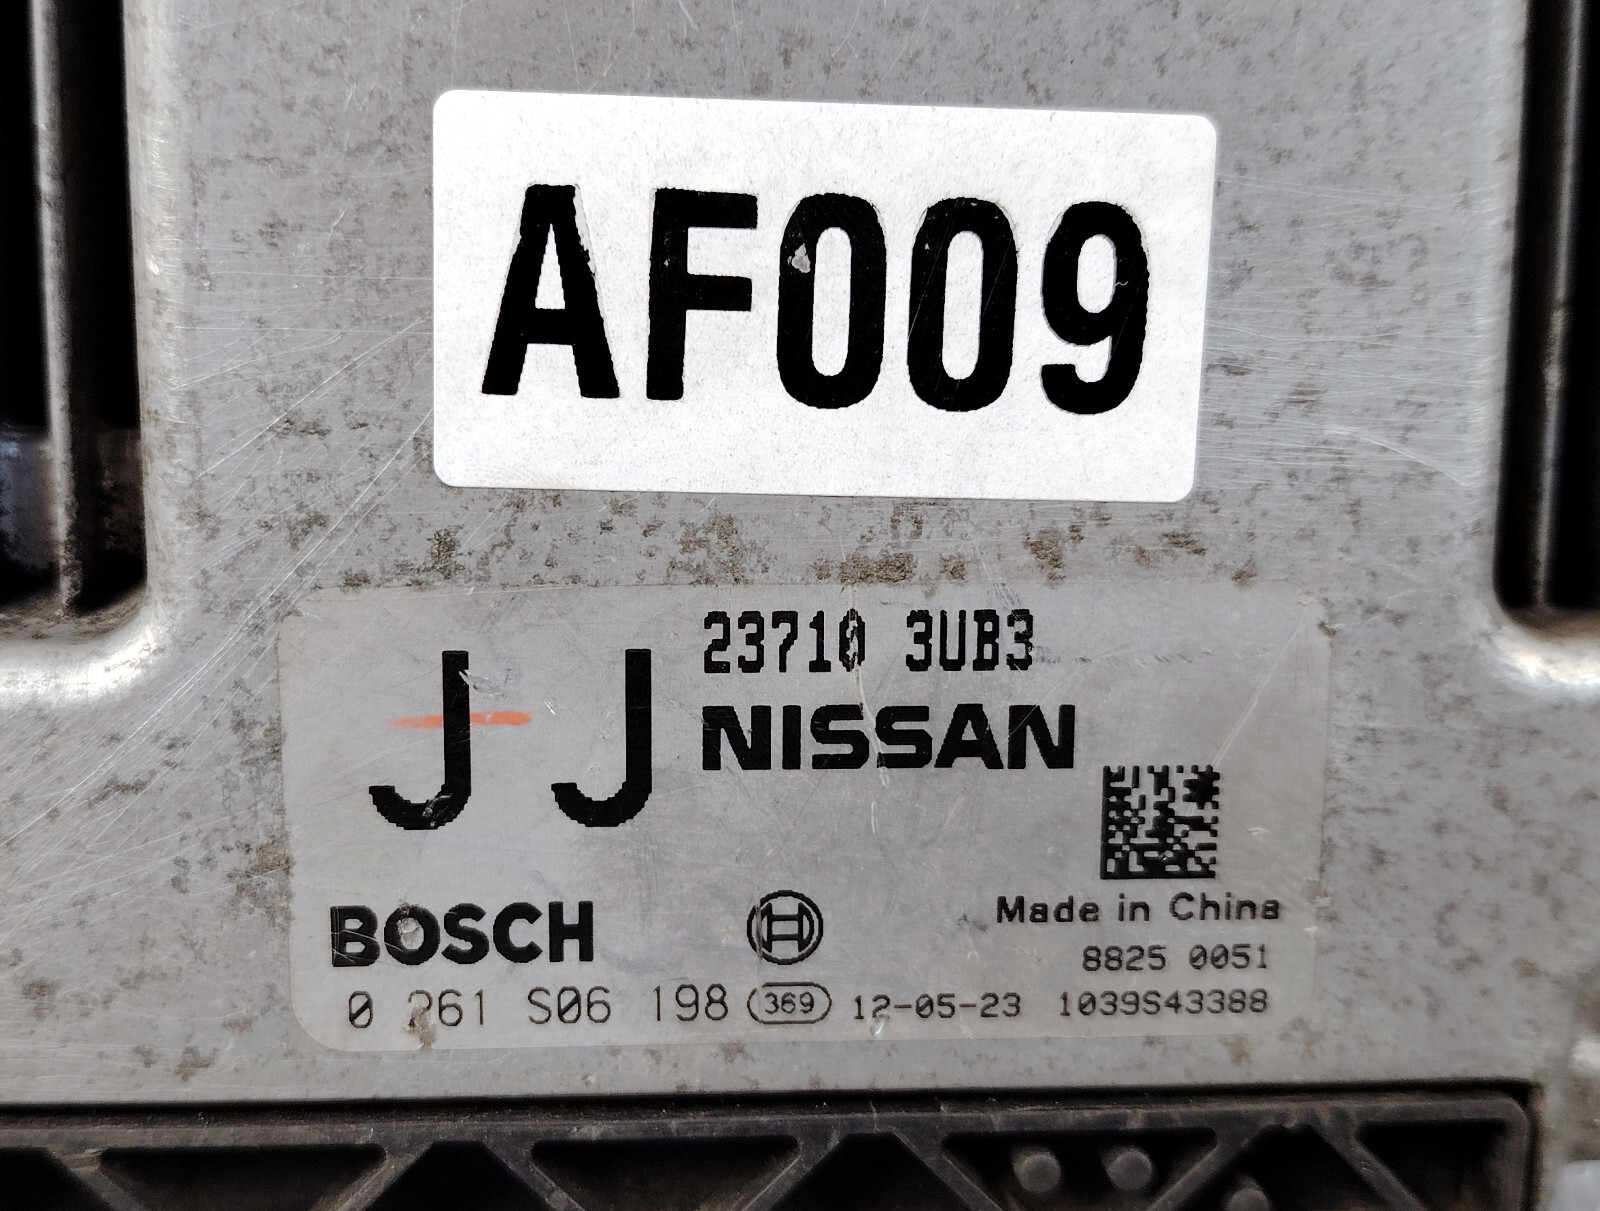 AF009
JJ
23710 3UB3
NISSAN
Made in China
BOSCH
8825 0051
0 261 S06 198 369 12-05-23 1039S43388